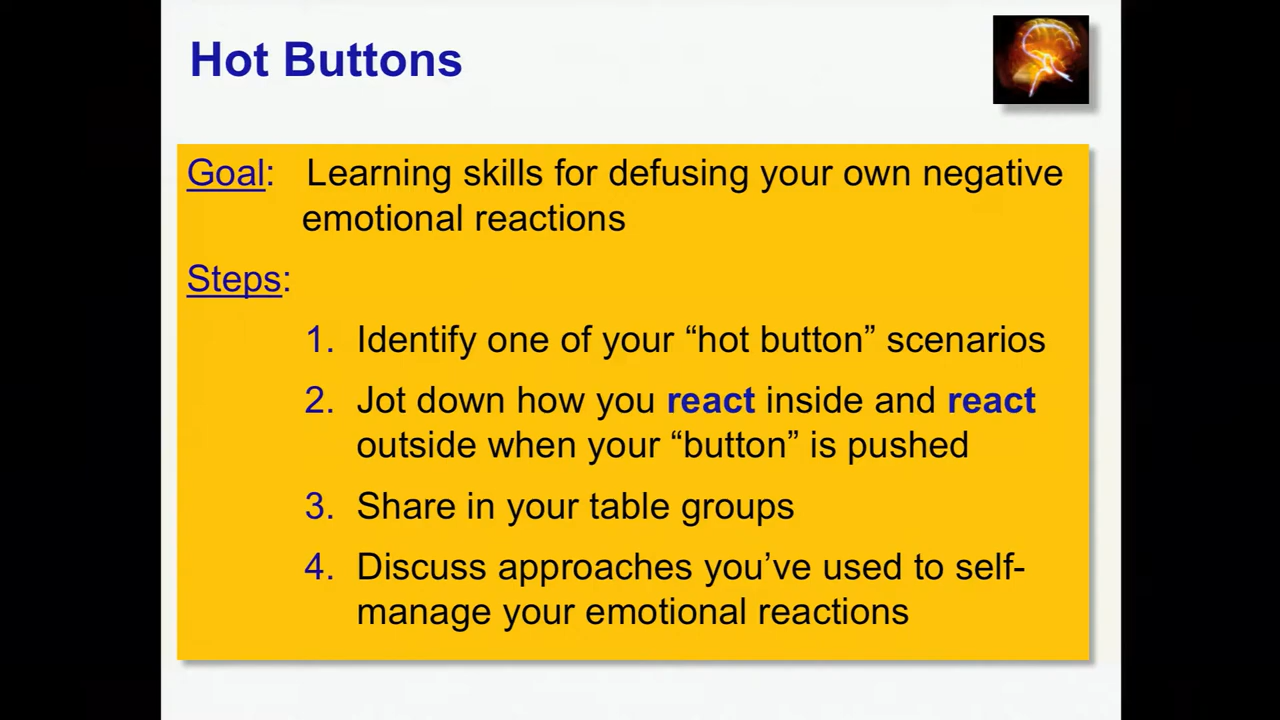 Hot Buttons
Goal: Learning skills for defusing your own negative
emotional reactions
Steps:
1. Identify one of your “hot button” scenarios
2. Jot down how you react inside and react
outside when your “button” is pushed
3. Share in your table groups
4. Discuss approaches you’ve used to self-
manage your emotional reactions